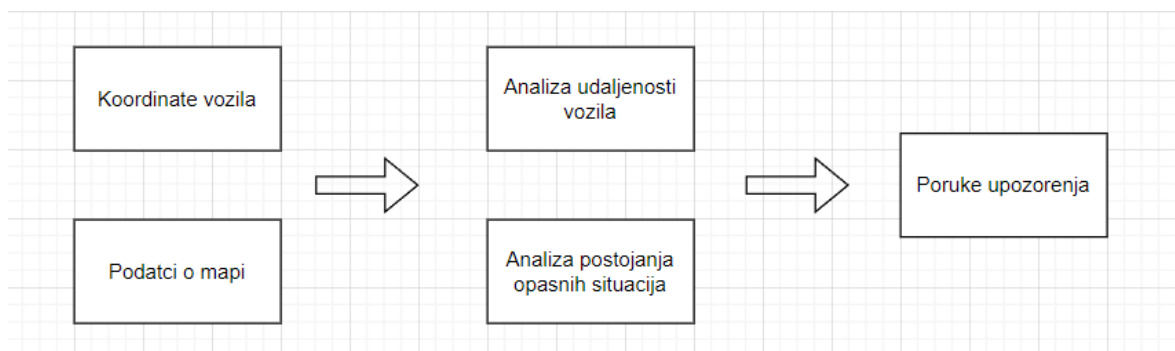 Koordinate vozila
Podatci o mapi
Analiza udaljenosti
vozila
Analiza postojanja
opasnih situacija
Poruke upozorenja